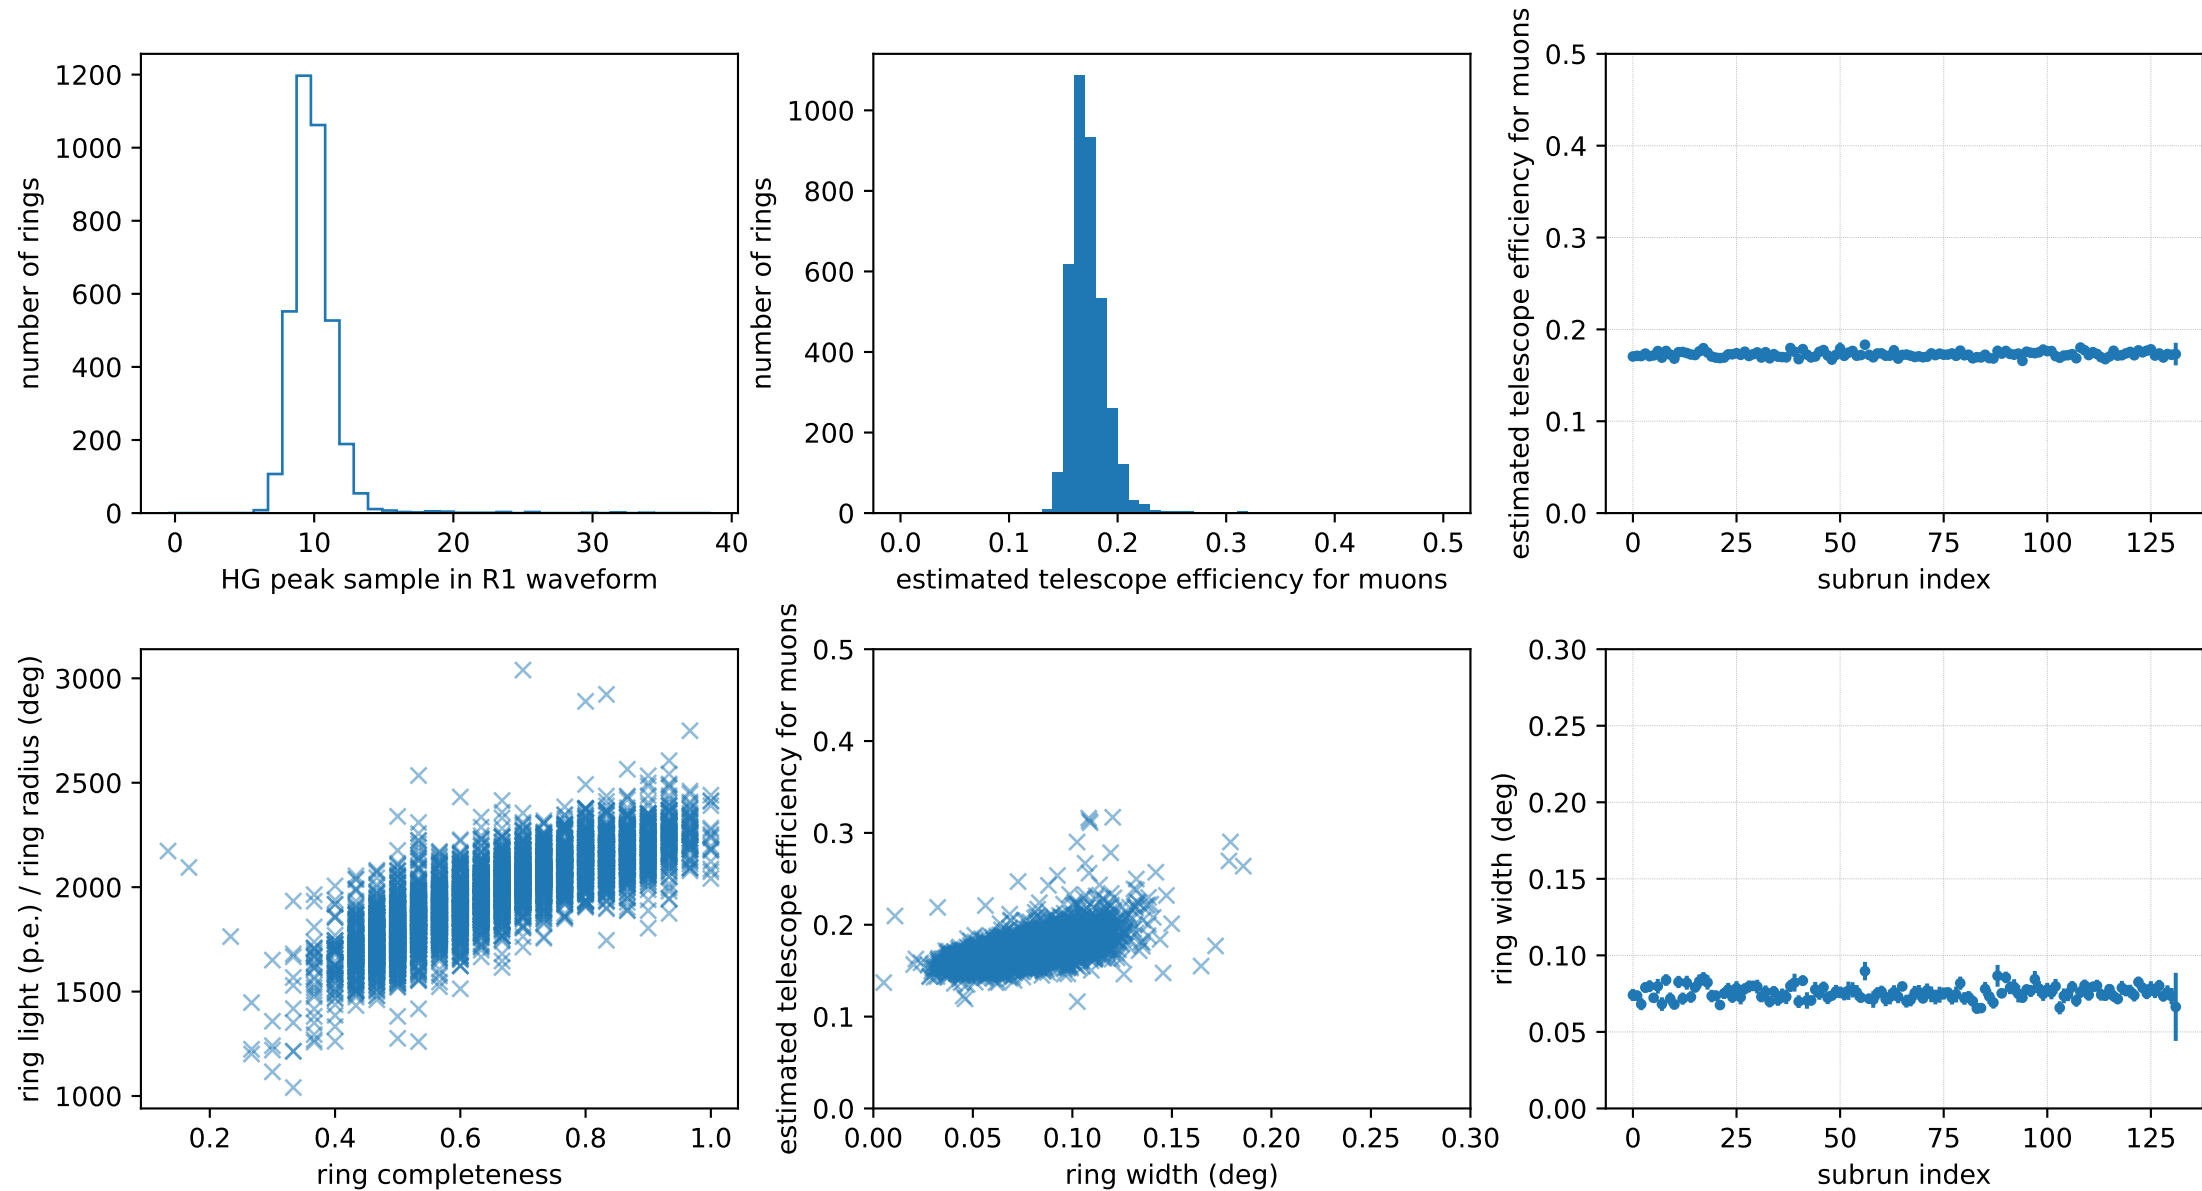 number of rings
1200
1000
800
600
400
200
0
0 10 20 30 40
HG peak sample in R1 waveform
number of rings
1000
800
600
400
200
0
0.0 0.1 0.2 0.3 0.4 0.5
estimated telescope efficiency for muons
estimated telescope efficiency for muons
0.5
0.4
0.3
0.2
0.1
0.0
0 25 50 75 100 125
subrun index
ring light (p.e.) / ring radius (deg)
3000
2500
2000
1500
1000
0.2 0.4 0.6 0.8 1.0
ring completeness
estimated telescope efficiency for muons
0.5
0.4
0.3
0.2
0.1
0.0
0.00 0.05 0.10 0.15 0.20 0.25 0.30
ring width (deg)
ring width (deg)
0.30
0.25
0.20
0.15
0.10
0.05
0.00
0 25 50 75 100 125
subrun index